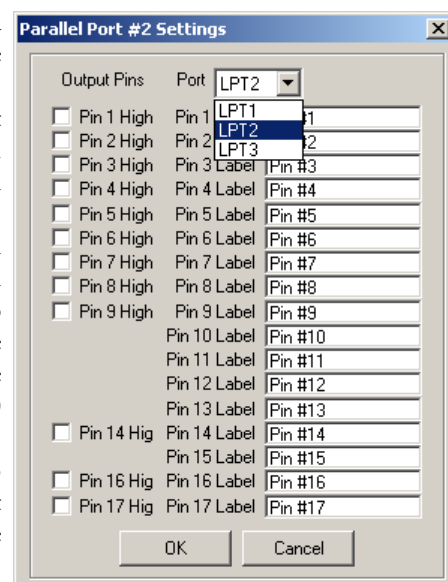 Parallel Port #2 Settings
Output Pins Port LPT2
LPT1
LPT2
LPT3
Pin 1 High Pin 1 #1
Pin 2 High Pin 2 #2
Pin 3 High Pin 3 Label Pin #3
Pin 4 High Pin 4 Label Pin #4
Pin 5 High Pin 5 Label Pin #5
Pin 6 High Pin 6 Label Pin #6
Pin 7 High Pin 7 Label Pin #7
Pin 8 High Pin 8 Label Pin #8
Pin 9 High Pin 9 Label Pin #9
Pin 10 Label Pin #10
Pin 11 Label Pin #11
Pin 12 Label Pin #12
Pin 13 Label Pin #13
Pin 14 Hig Pin 14 Label Pin #14
Pin 15 Label Pin #15
Pin 16 Hig Pin 16 Label Pin #16
Pin 17 Hig Pin 17 Label Pin #17
OK Cancel